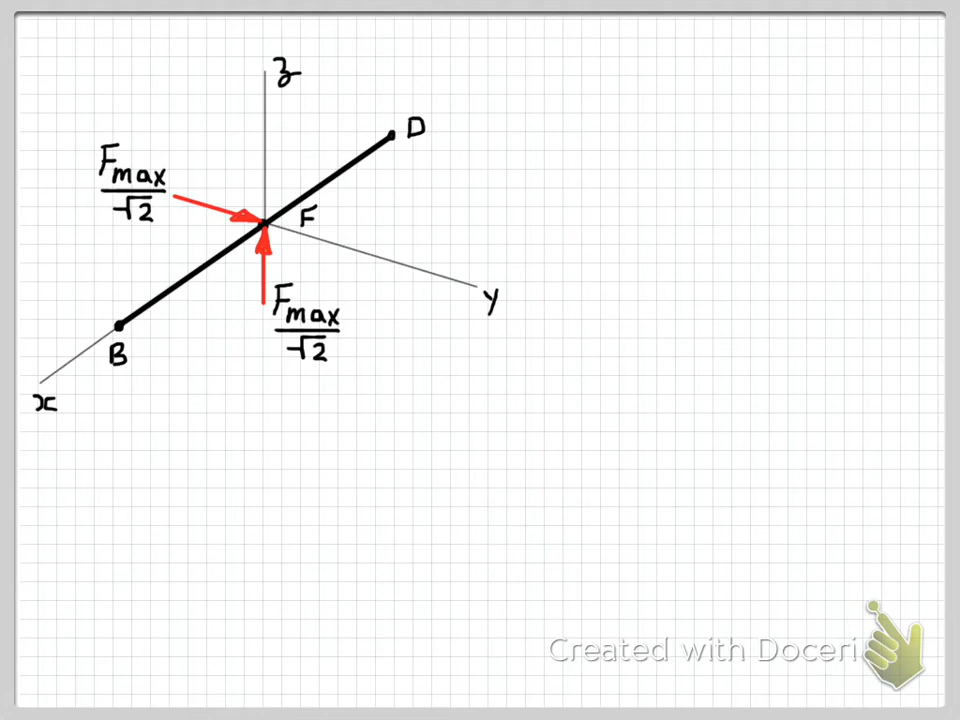 z
D
Fmax
√2
F
Fmax
√2
y
B
x
Created with Doceri